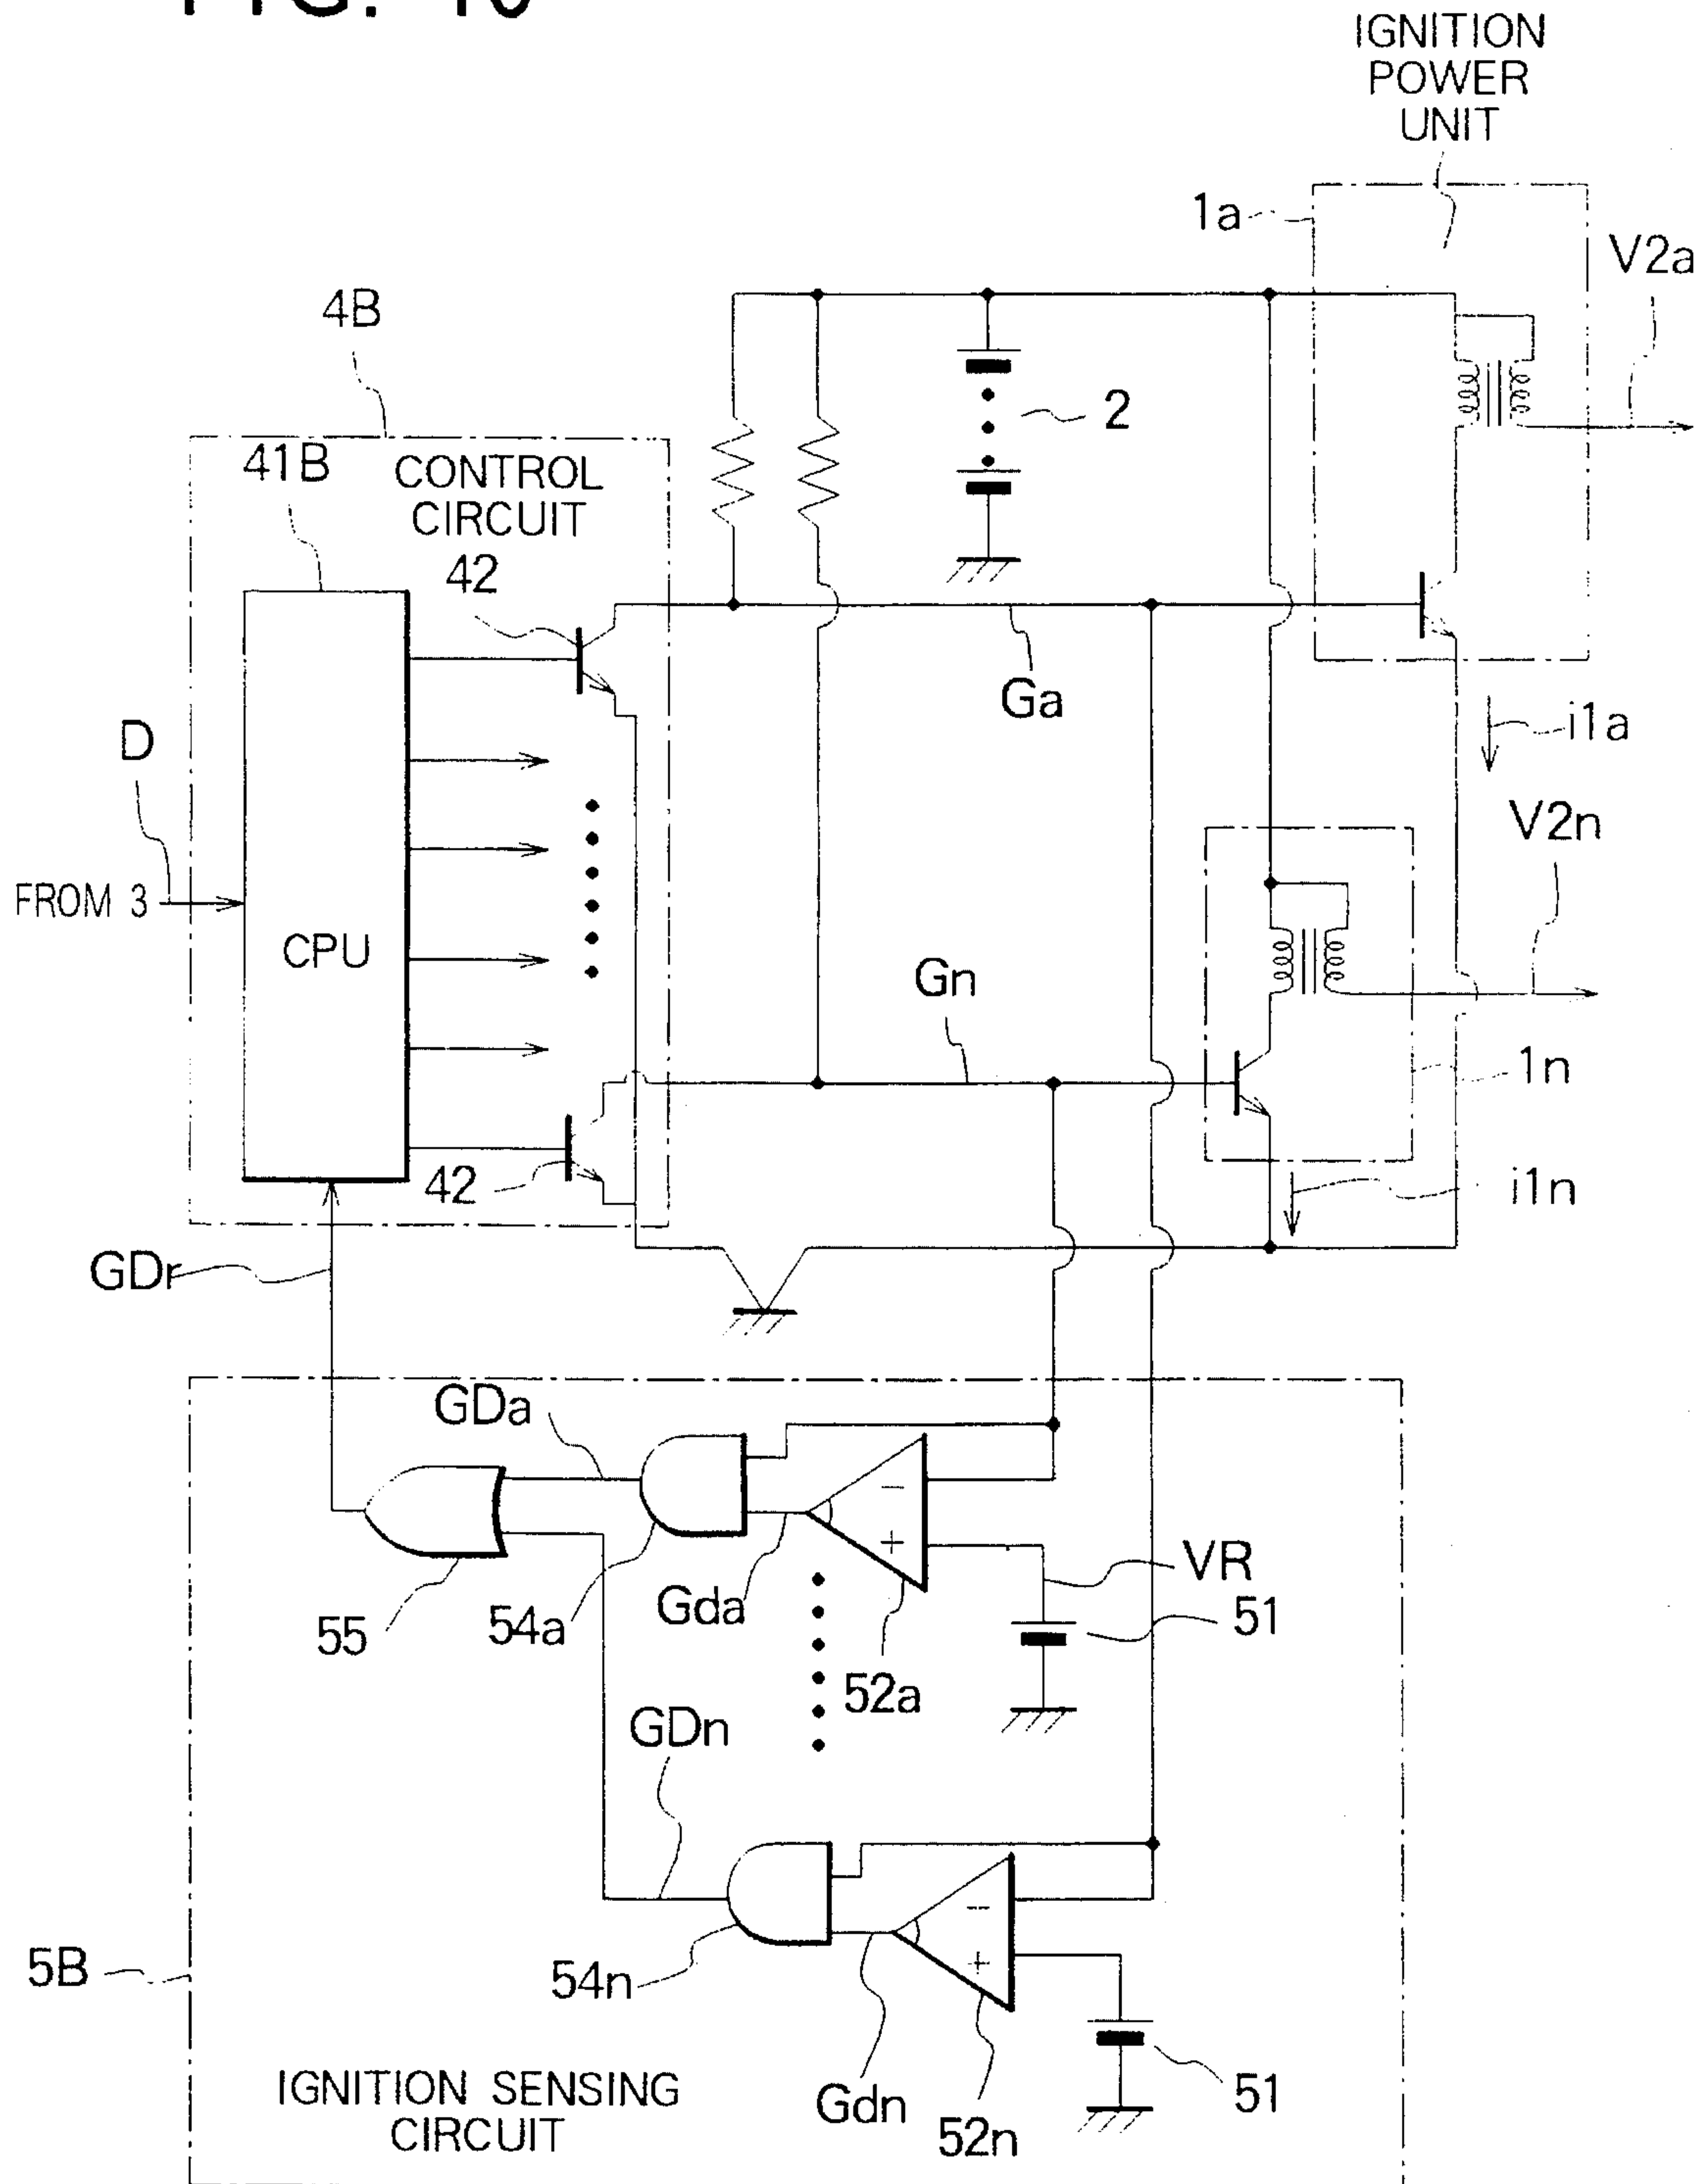 FIG. 10
IGNITION
POWER
UNIT
1a
V2a
4B
2
41B
CONTROL
CIRCUIT
42
Ga
i1a
D
V2n
FROM 3
CPU
Gn
1n
42
i1n
GDr
GDa
VR
Gda
51
55
54a
52a
GDn
5B
54n
51
Gdn
52n
IGNITION SENSING
CIRCUIT
- +
- +